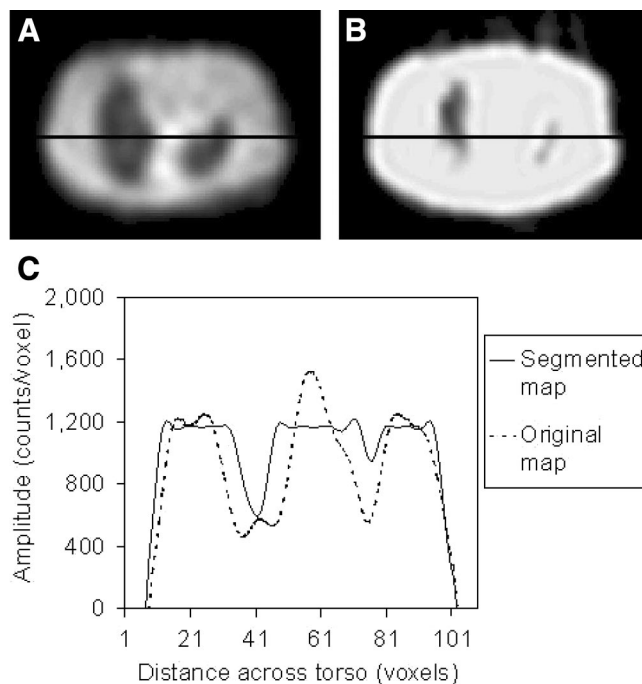 A
B
C
2,000
1,600
1,200
800
400
0
Amplitude (counts/voxel)
1 21 41 61 81 101
Distance across torso (voxels)
Segmented
map
Original
map